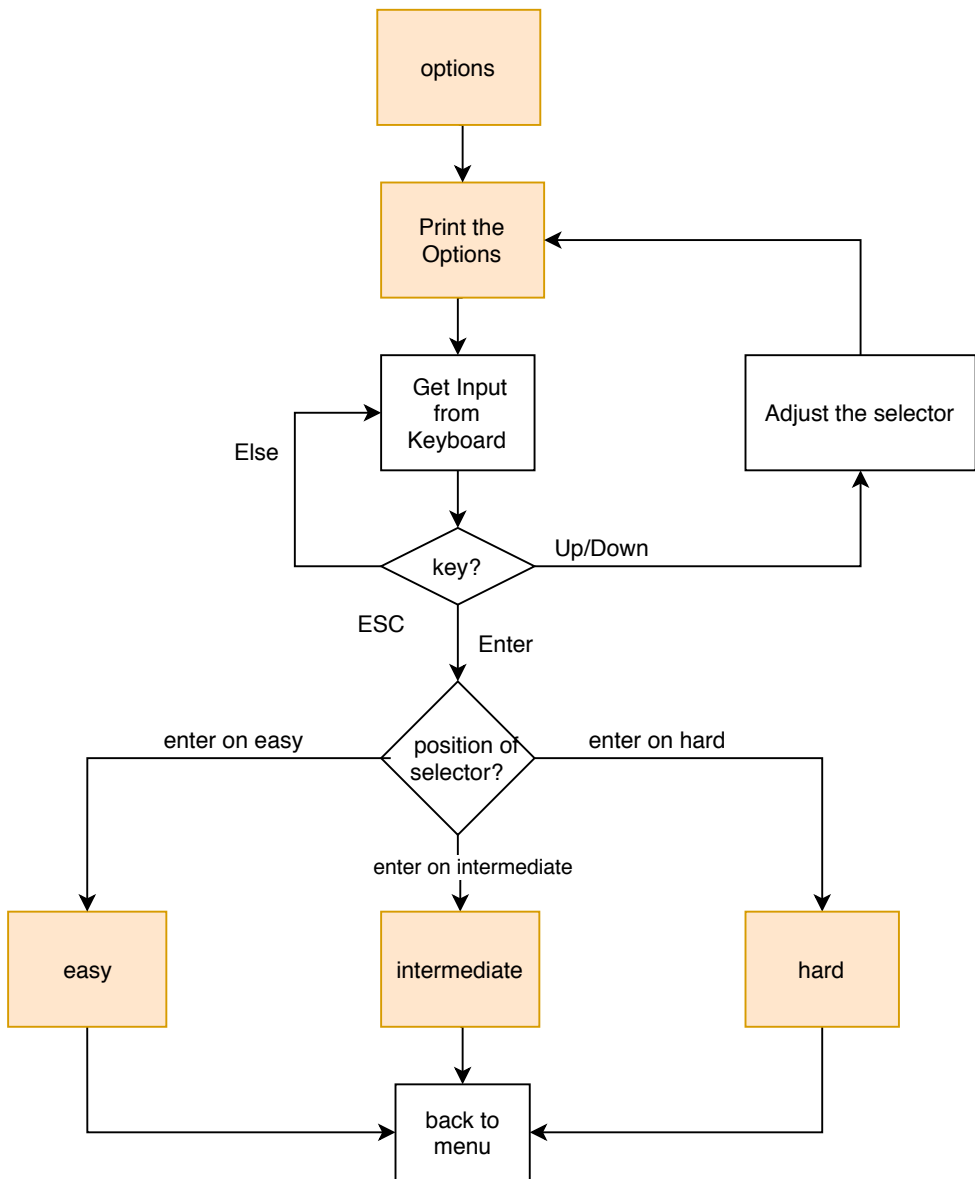 options
Print the
Options
Get Input
from
Keyboard
Adjust the selector
Else
key?
Up/Down
ESC
Enter
enter on easy
position of
selector?
enter on hard
enter on intermediate
easy
intermediate
hard
back to
menu